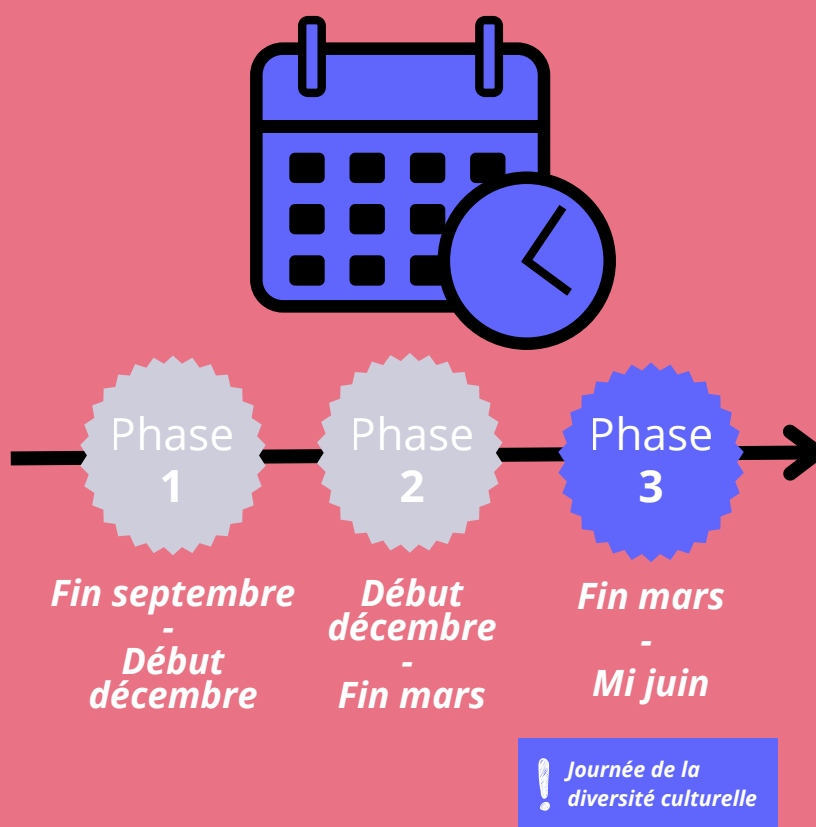 Phase
1
Phase
2
Phase
3
Fin septembre
-
Début
décembre
Début
décembre
-
Fin mars
Fin mars
-
Mi juin
! Journée de la
diversité culturelle